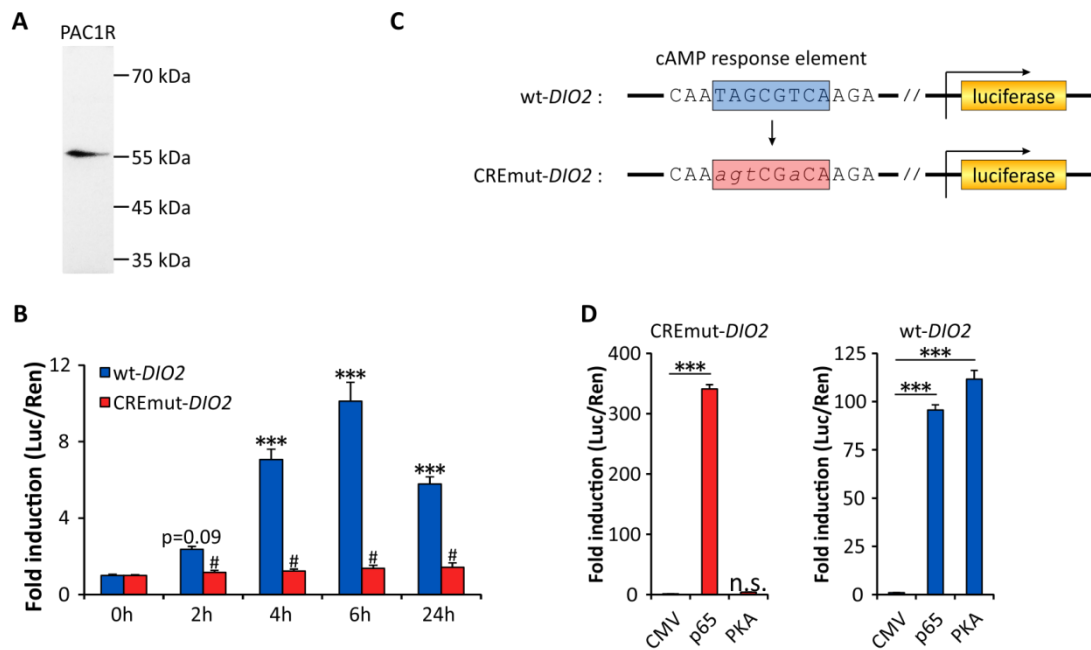 A
PAC1R
70 kDa
55 kDa
45 kDa
35 kDa
C
cAMP response element
wt-DIO2 : CAATAGCGTCAAGA // luciferase
CREmut-DIO2 : CAAagtCGaCAAGA // luciferase
B
Fold induction (Luc/Ren)
12
8
4
0
wt-DIO2
CREmut-DIO2
p=0.09
# *** # *** # *** #
0h 2h 4h 6h 24h
D
CREmut-DIO2
Fold induction (Luc/Ren)
400
300
200
100
0
***
n.s.
CMV p65 PKA
wt-DIO2
Fold induction (Luc/Ren)
125
100
75
50
25
0
***
***
CMV p65 PKA